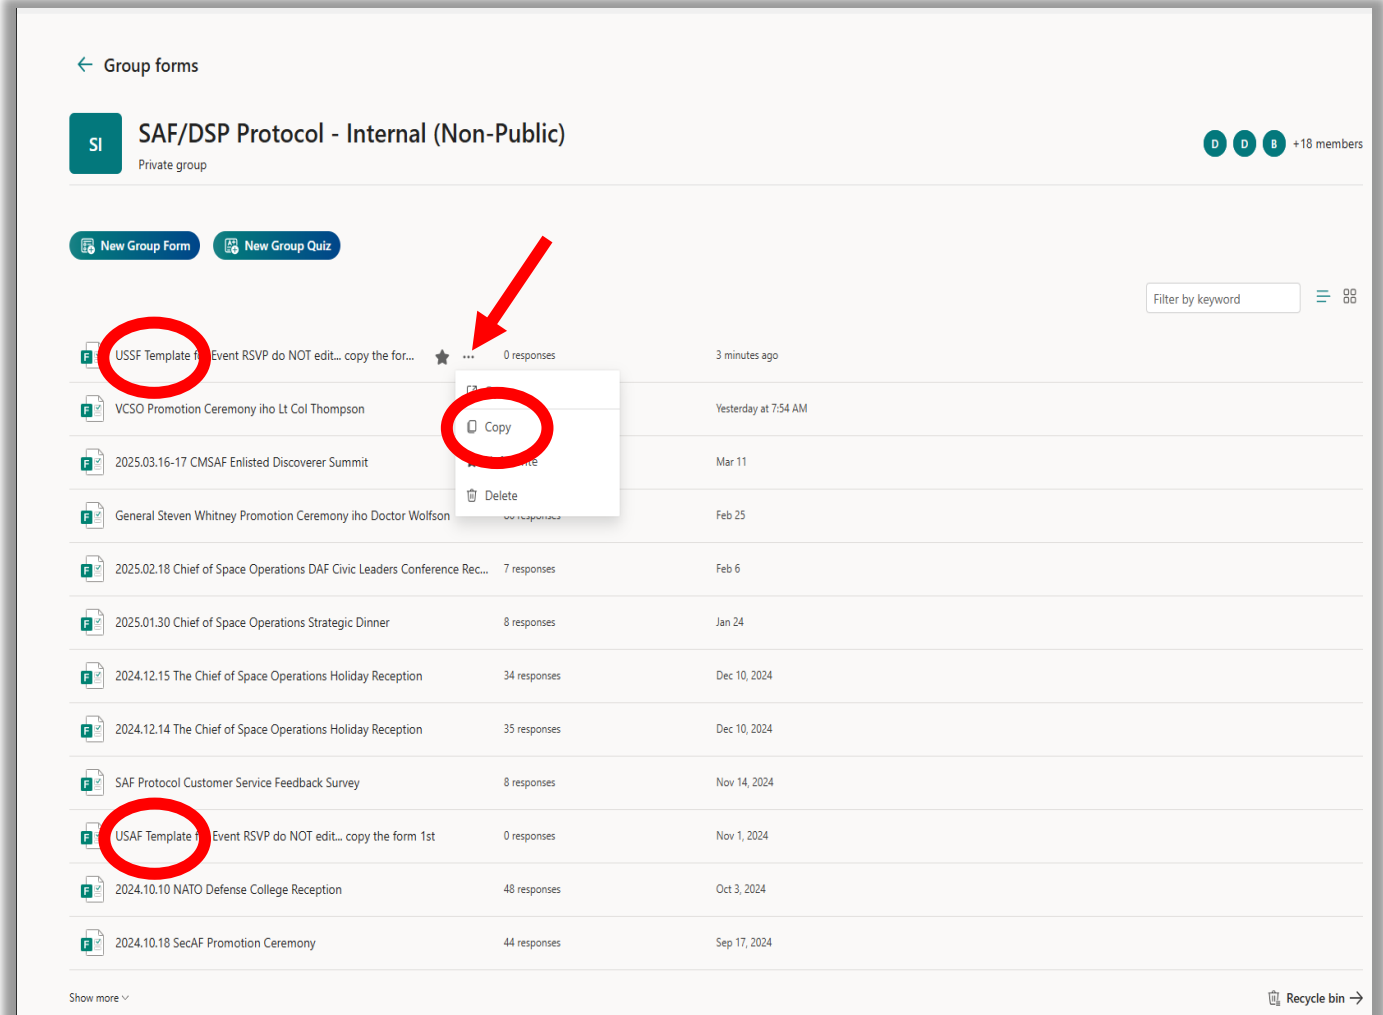 Group forms
SI
SAF/DSP Protocol - Internal (Non-Public)
Private group
D D B +18 members
New Group Form
New Group Quiz
Filter by keyword
USSF Template Event RSVP do NOT edit... copy the for... 0 responses 3 minutes ago
VCSO Promotion Ceremony iho Lt Col Thompson Yesterday at 7:54 AM
Copy
2025.03.16-17 CMSAF Enlisted Discoverer Summit Mar 11
Delete
General Steven Whitney Promotion Ceremony iho Doctor Wolfson responses Feb 25
2025.02.18 Chief of Space Operations DAF Civic Leaders Conference Rec... 7 responses Feb 6
2025.01.30 Chief of Space Operations Strategic Dinner 8 responses Jan 24
2024.12.15 The Chief of Space Operations Holiday Reception 34 responses Dec 10, 2024
2024.12.14 The Chief of Space Operations Holiday Reception 35 responses Dec 10, 2024
SAF Protocol Customer Service Feedback Survey 8 responses Nov 14, 2024
USAF Template Event RSVP do NOT edit... copy the form 1st 0 responses Nov 1, 2024
2024.10.10 NATO Defense College Reception 48 responses Oct 3, 2024
2024.10.18 SecAF Promotion Ceremony 44 responses Sep 17, 2024
Show more
Recycle bin